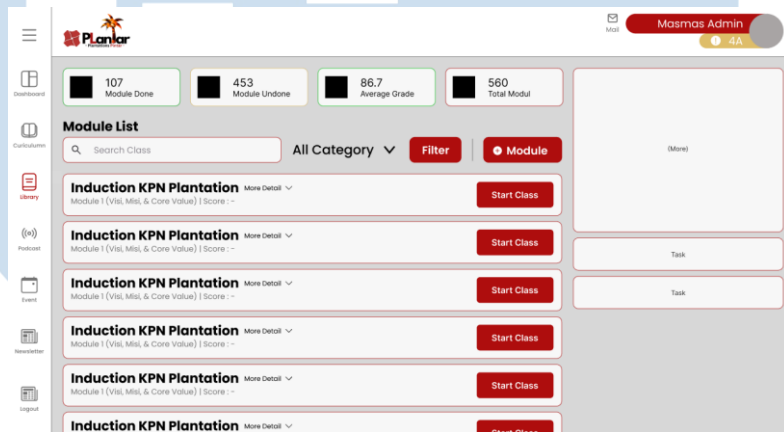 PLantar
Mail
Masmas Admin
4A
Dashboard
Curiculumn
Library
Podcast
Event
Newsletter
Logout
107
Module Done
453
Module Undone
86.7
Average Grade
560
Total Modul
Module List
Search Class
All Category
Filter
Module
Induction KPN Plantation More Detail
Module 1 (Visi, Misi, & Core Value) | Score : -
Start Class
Induction KPN Plantation More Detail
Module 1 (Visi, Misi, & Core Value) | Score : -
Start Class
Induction KPN Plantation More Detail
Module 1 (Visi, Misi, & Core Value) | Score : -
Start Class
Induction KPN Plantation More Detail
Module 1 (Visi, Misi, & Core Value) | Score : -
Start Class
Induction KPN Plantation More Detail
Module 1 (Visi, Misi, & Core Value) | Score : -
Start Class
Induction KPN Plantation More Detail
Start Class
(More)
Task
Task